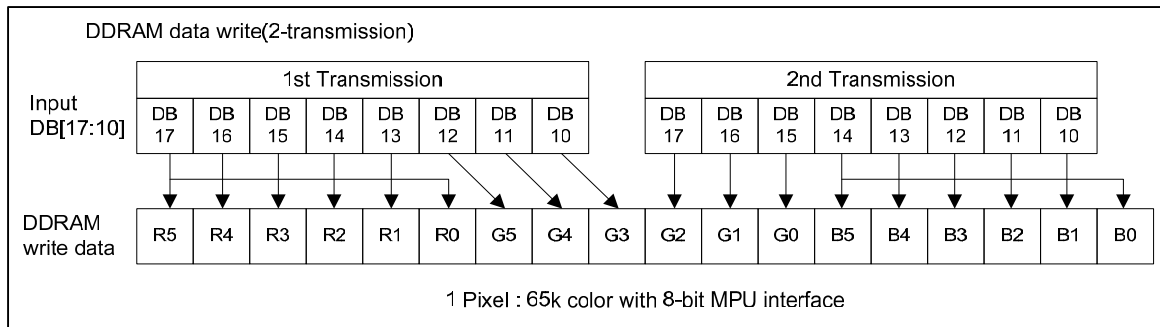 DDRAM data write(2-transmission)
1st Transmission 2nd Transmission
Input
DB[17:10]
DB DB DB DB DB DB DB DB DB DB DB DB DB DB DB DB
17 16 15 14 13 12 11 10 17 16 15 14 13 12 11 10
DDRAM
write data
R5 R4 R3 R2 R1 R0 G5 G4 G3 G2 G1 G0 B5 B4 B3 B2 B1 B0
1 Pixel : 65k color with 8-bit MPU interface